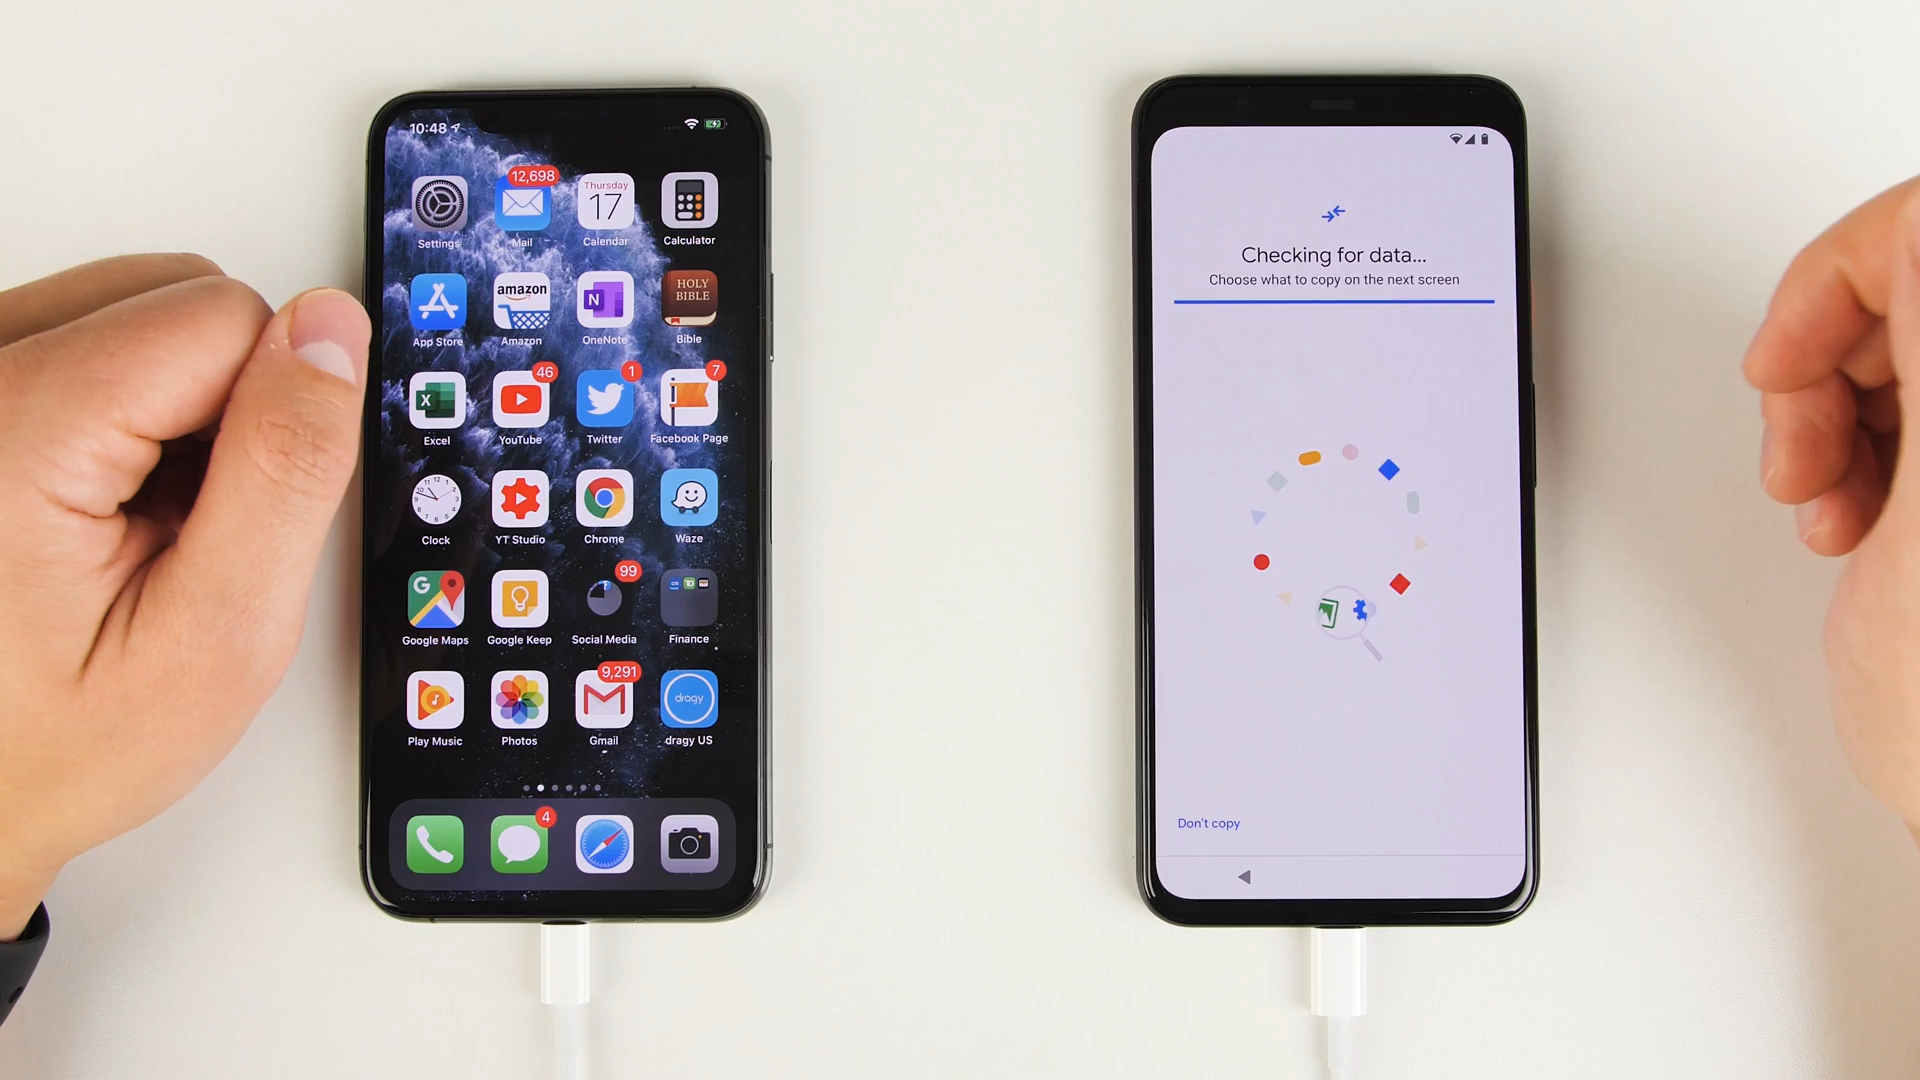 10:48
12,698
Thursday
17
Settings
Mail
Calendar
Calculator
amazon
N
HOLY
BIBLE
App Store
Amazon
OneNote
Bible
46
1
7
X
Excel
YouTube
Twitter
Facebook Page
Clock
YT Studio
Chrome
Waze
99
G
Google Maps
Google Keep
Social Media
Finance
9,291
dragy
Play Music
Photos
Gmail
dragy US
4
Checking for data...
Choose what to copy on the next screen
Don't copy